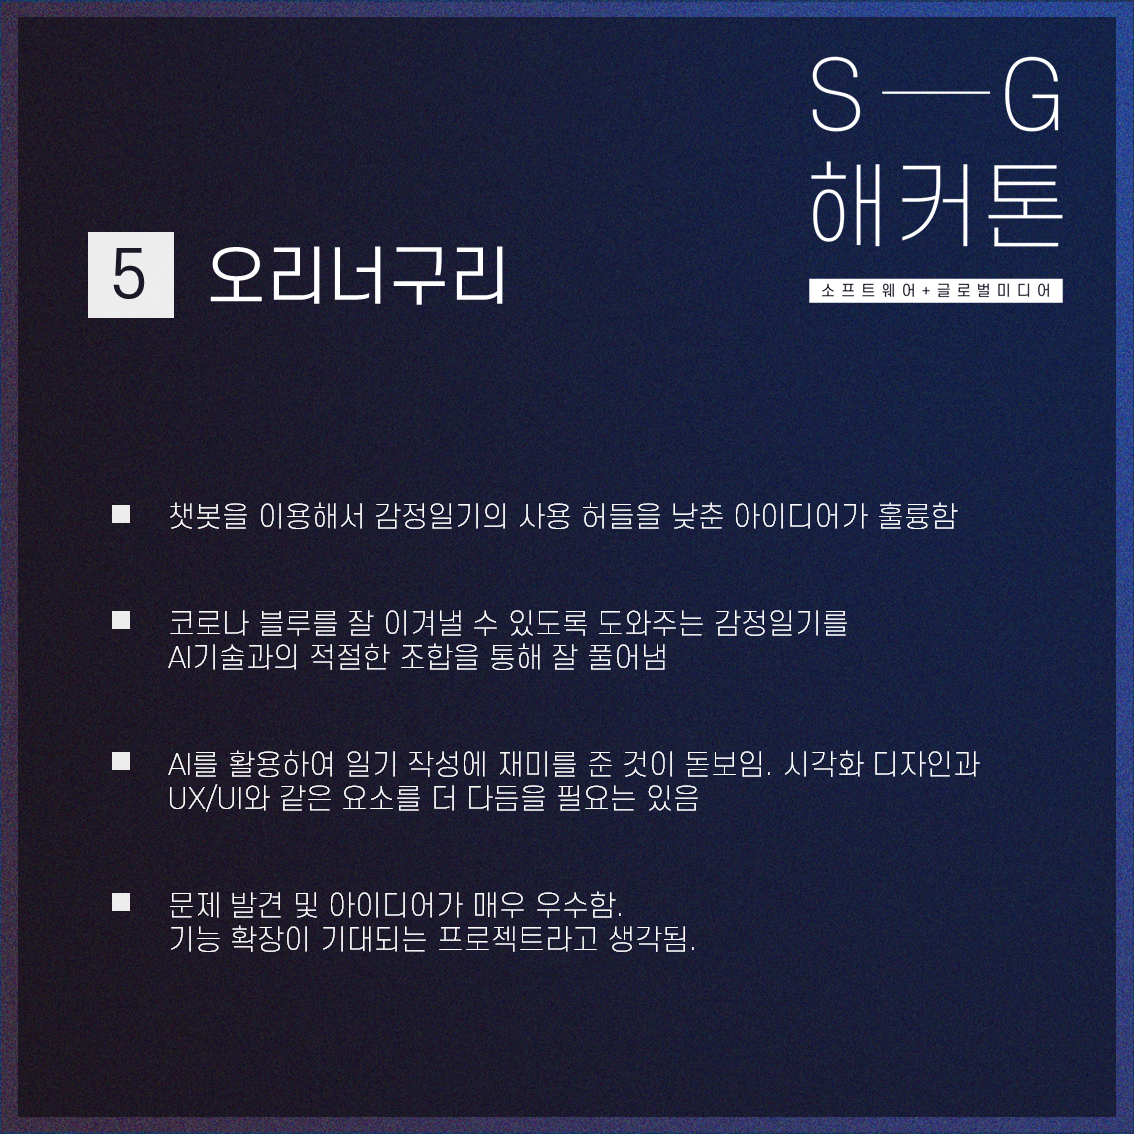 S—G
해커톤
소프트웨어+글로벌미디어
5 오리너구리
■ 챗봇을 이용해서 감정일기의 사용 허들을 낮춘 아이디어가 훌륭함
■ 코로나 블루를 잘 이겨낼 수 있도록 도와주는 감정일기를
AI기술과의 적절한 조합을 통해 잘 풀어냄
■ AI를 활용하여 일기 작성에 재미를 준 것이 돋보임. 시각화 디자인과
UX/UI와 같은 요소를 더 다듬을 필요는 있음
■ 문제 발견 및 아이디어가 매우 우수함.
기능 확장이 기대되는 프로젝트라고 생각됨.